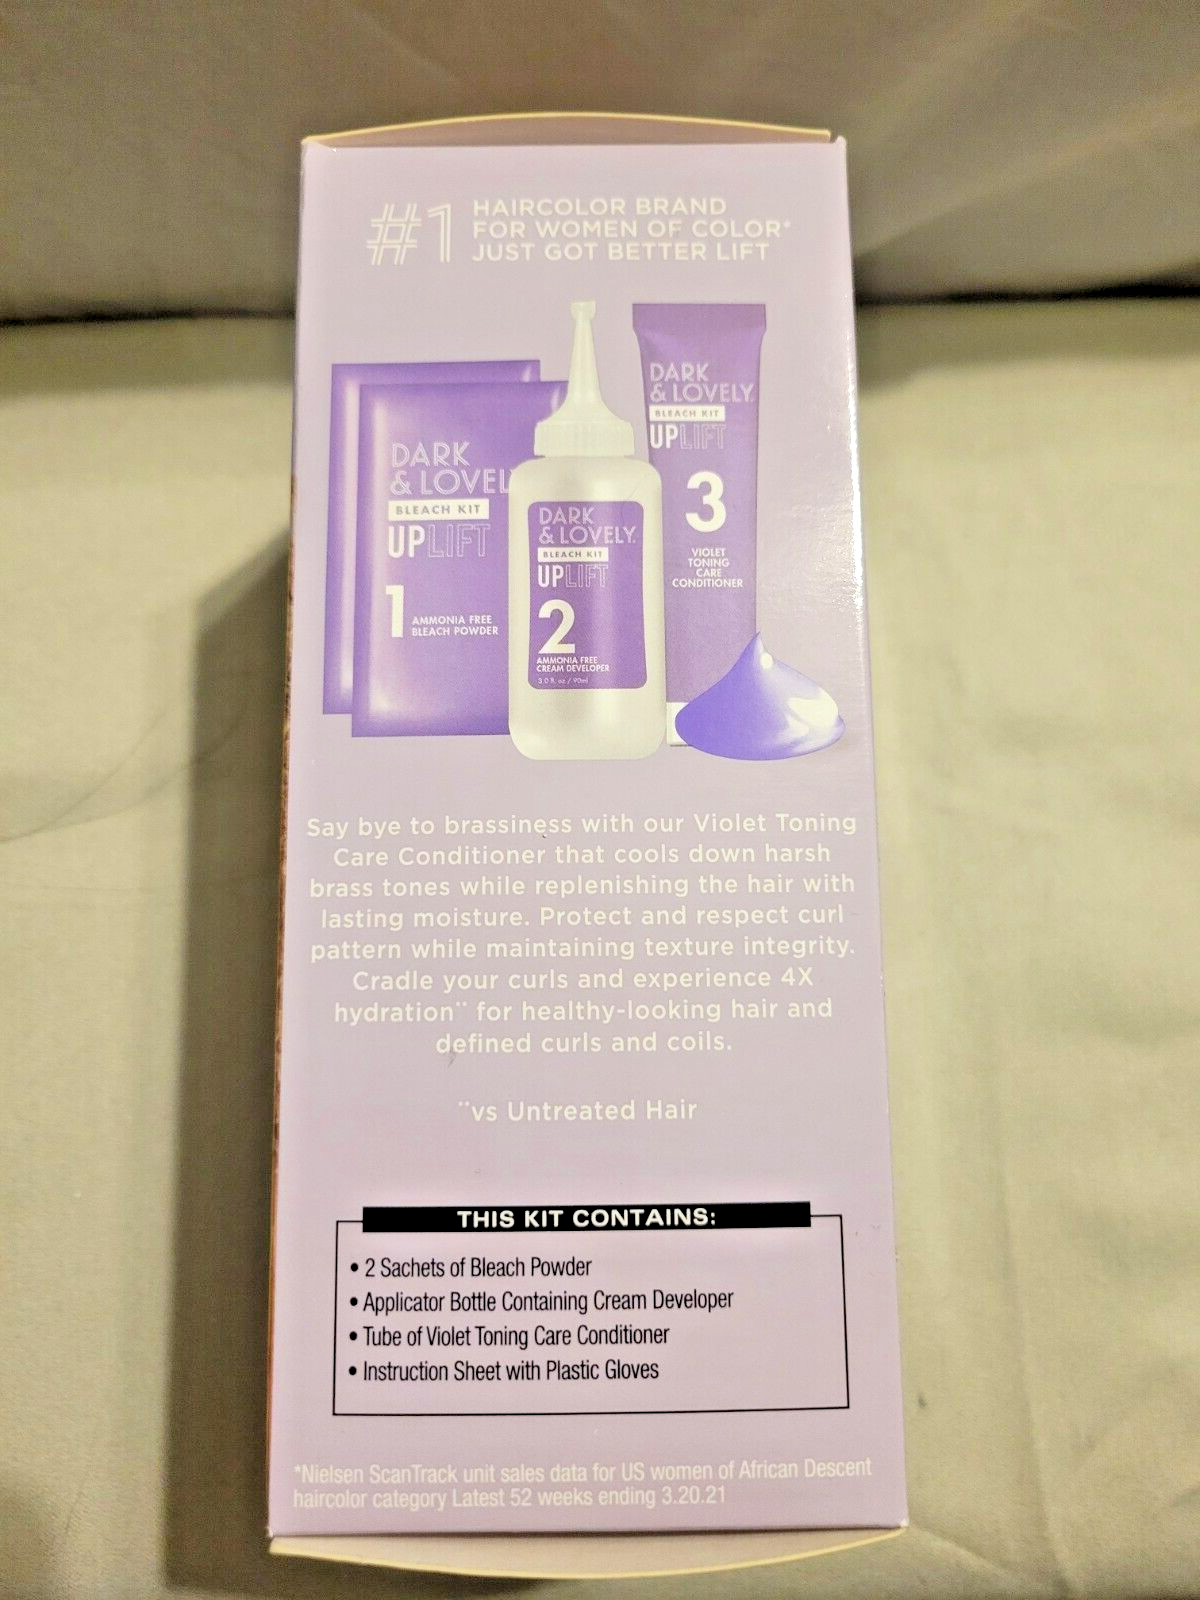 #1 HAIRCOLOR BRAND
FOR WOMEN OF COLOR*
JUST GOT BETTER LIFT
DARK
& LOVEL
BLEACH KIT
UPLIFT
1 AMMONIA FREE
BLEACH POWDER
DARK
& LOVELY.
BLEACH KIT
UPLIFT
2
AMMONIA FREE
CREAM DEVELOPER
3.0 fl. oz / 90ml
DARK
& LOVELY.
BLEACH KIT
UPLIFT
3
VIOLET
TONING
CARE
CONDITIONER
Say bye to brassiness with our Violet Toning
Care Conditioner that cools down harsh
brass tones while replenishing the hair with
lasting moisture. Protect and respect curl
pattern while maintaining texture integrity.
Cradle your curls and experience 4X
hydration** for healthy-looking hair and
defined curls and coils.
**vs Untreated Hair
THIS KIT CONTAINS:
• 2 Sachets of Bleach Powder
• Applicator Bottle Containing Cream Developer
• Tube of Violet Toning Care Conditioner
• Instruction Sheet with Plastic Gloves
*Nielsen ScanTrack unit sales data for US women of African Descent
haircolor category Latest 52 weeks ending 3.20.21